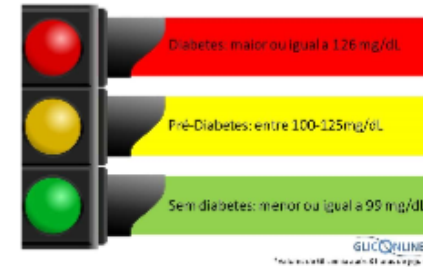 Diabetes: maior ou igual a 126 mg/dL
Pré-Diabetes: entre 100-125mg/dL
Sem diabetes: menor ou igual a 99 mg/dL
GLICONLINE